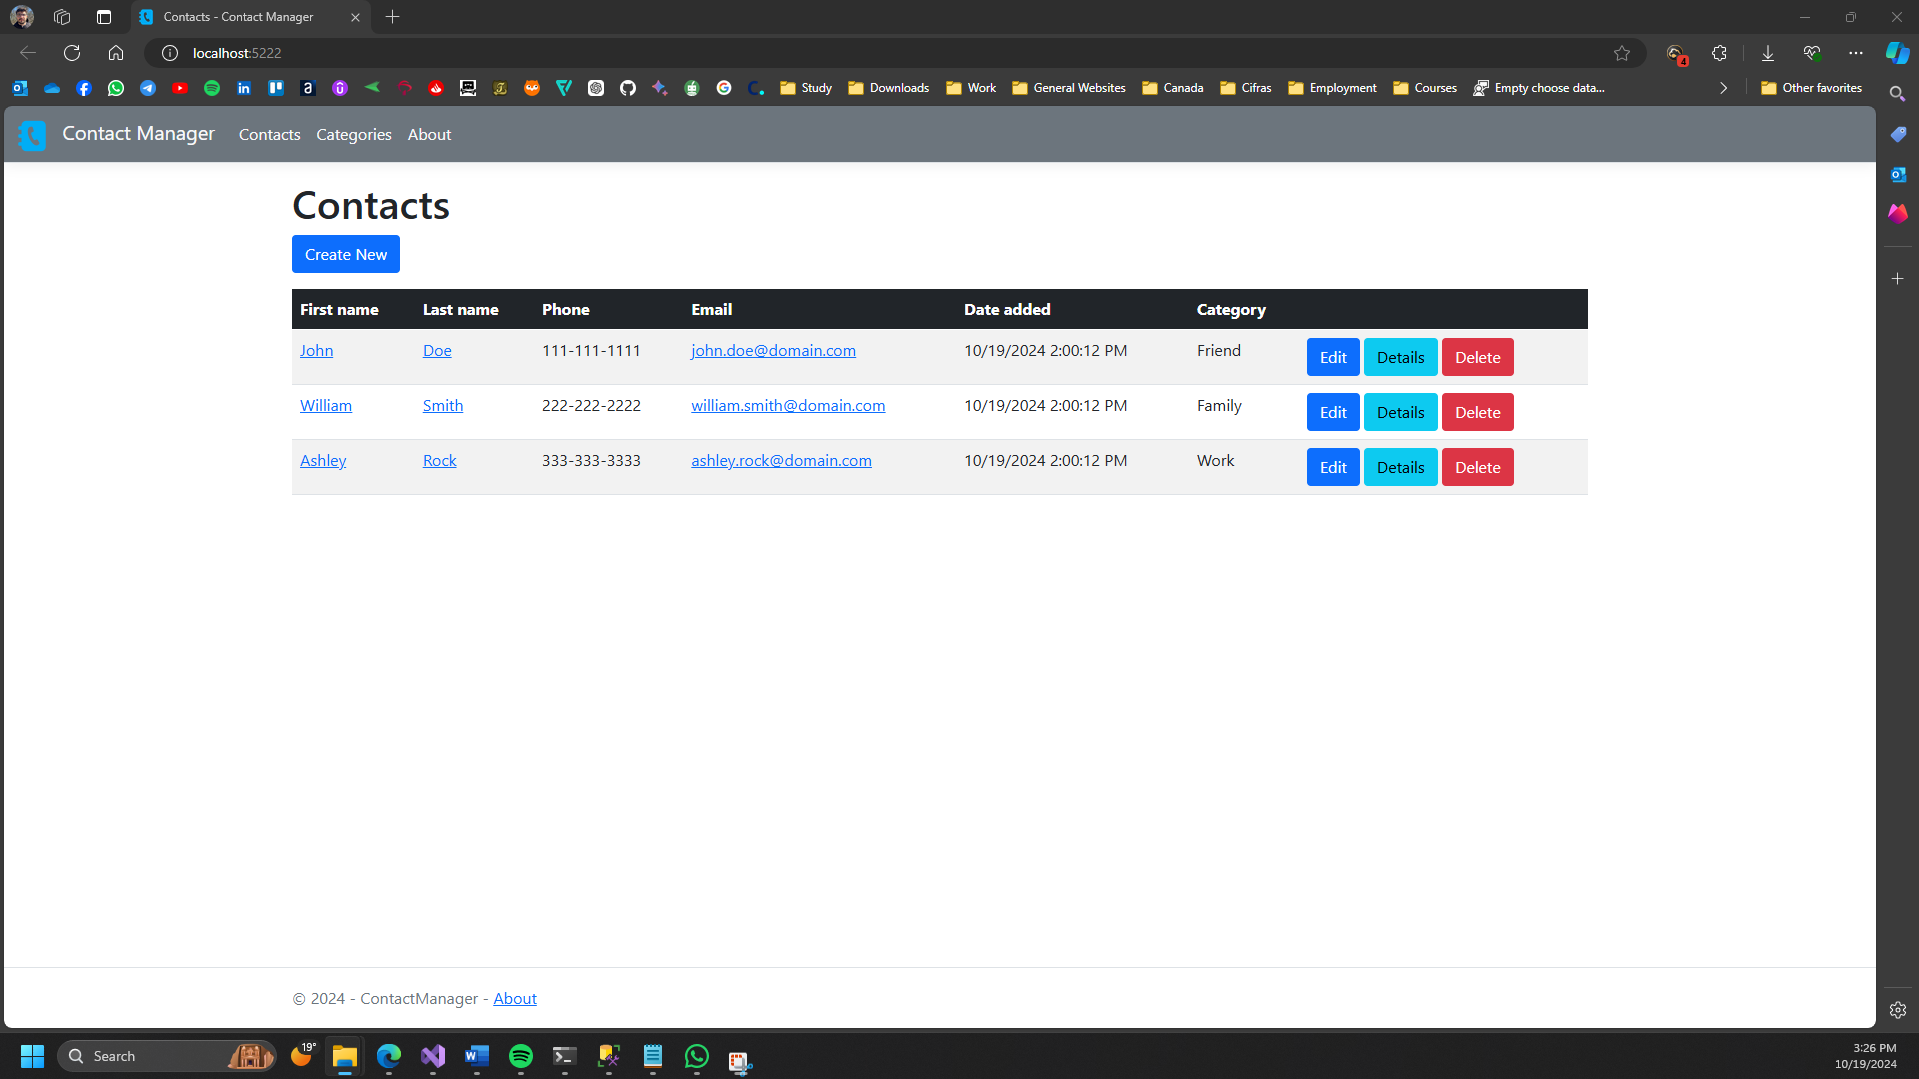 Contacts - Contact Manager
localhost:5222
4
Study Downloads Work General Websites Canada Cifras Employment Courses Empty choose data... Other favorites
Contact Manager Contacts Categories About
Contacts
Create New
First name Last name Phone Email Date added Category
John Doe 111-111-1111 john.doe@domain.com 10/19/2024 2:00:12 PM Friend Edit Details Delete
William Smith 222-222-2222 william.smith@domain.com 10/19/2024 2:00:12 PM Family Edit Details Delete
Ashley Rock 333-333-3333 ashley.rock@domain.com 10/19/2024 2:00:12 PM Work Edit Details Delete
© 2024 - ContactManager - About
Search
19°
3:26 PM
10/19/2024